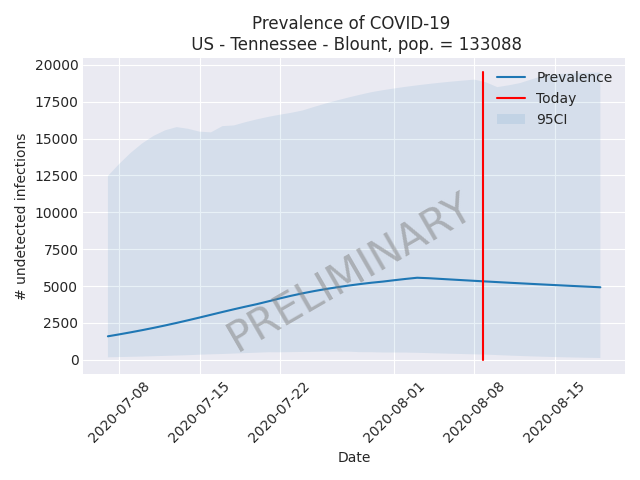 Prevalence of COVID-19
US - Tennessee - Blount, pop. = 133088
20000
17500
15000
12500
10000
7500
5000
2500
0
# undetected infections
Prevalence
Today
95CI
PRELIMINARY
2020-07-08
2020-07-15
2020-07-22
2020-08-01
2020-08-08
2020-08-15
Date